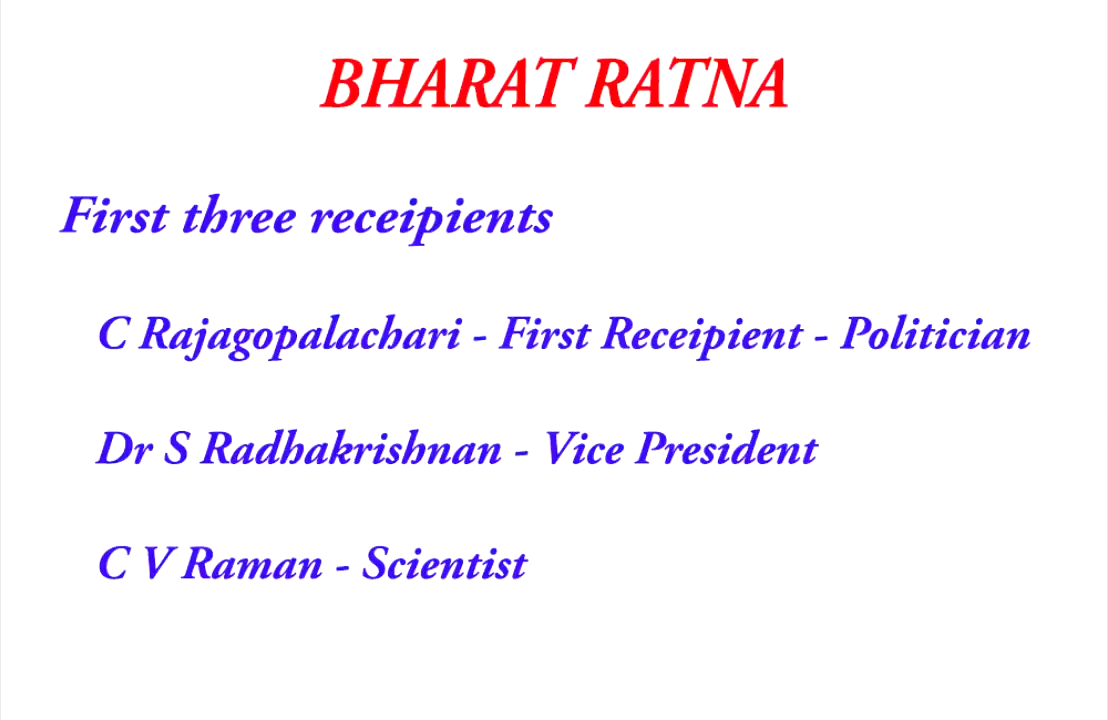 BHARAT RATNA
First three receipients
C Rajagopalachari - First Receipient - Politician
Dr S Radhakrishnan - Vice President
C V Raman - Scientist